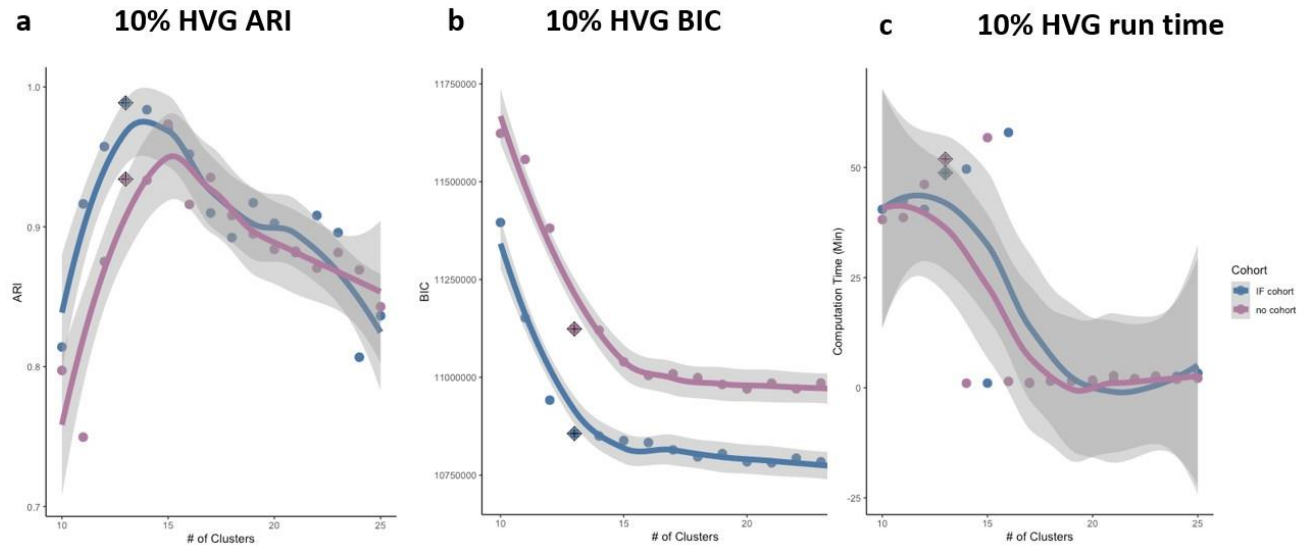 a 10% HVG ARI
b 10% HVG BIC
c 10% HVG run time
1.0
0.9
0.8
0.7
ARI
10 15 20 25
# of Clusters
11750000
11500000
11250000
11000000
10750000
BIC
10 15 20
# of Clusters
50
25
0
-25
Computation Time (Min)
10 15 20 25
# of Clusters
Cohort
IF cohort
no cohort